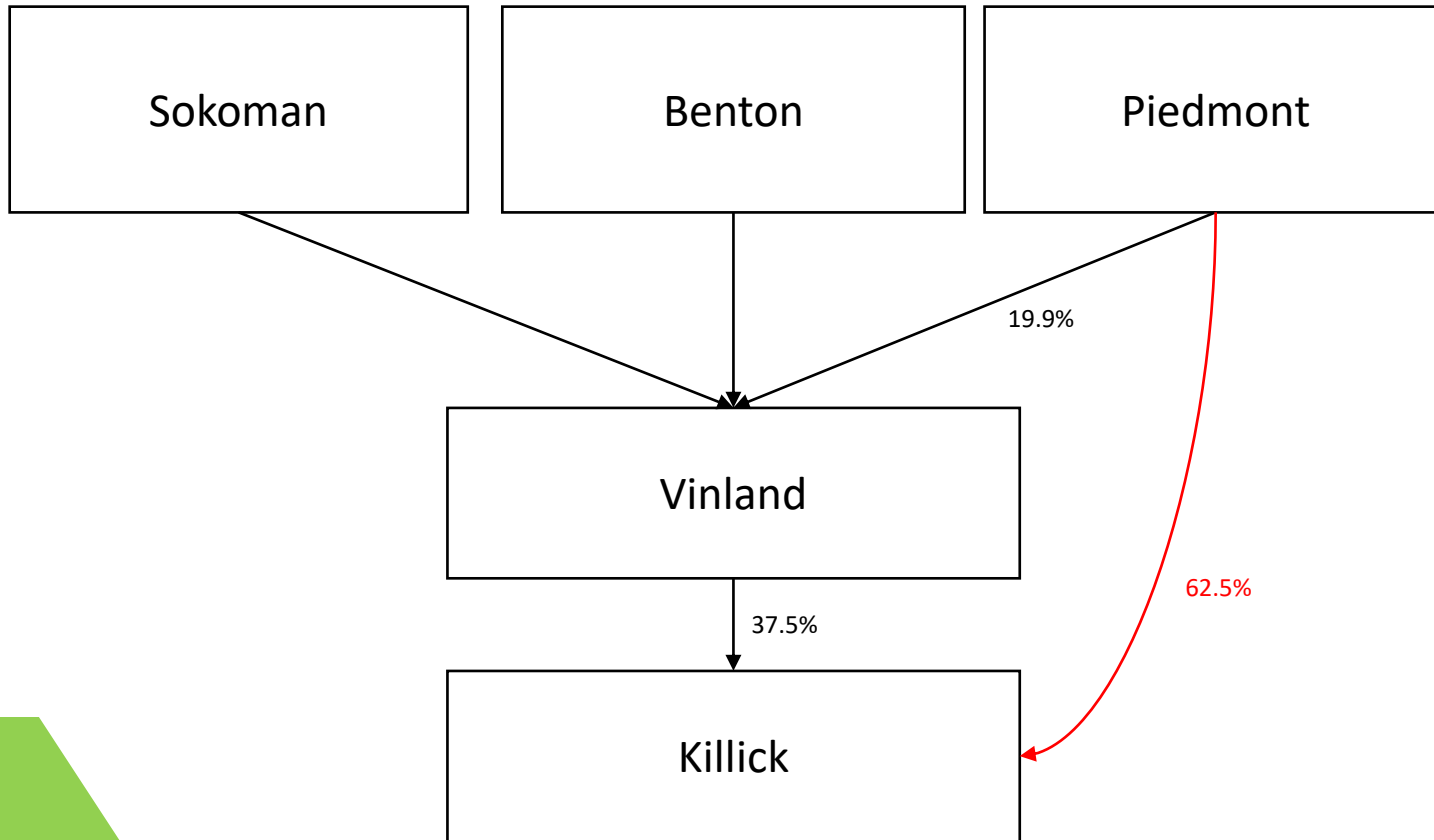 Sokoman
Benton
Piedmont
19.9%
Vinland
62.5%
37.5%
Killick